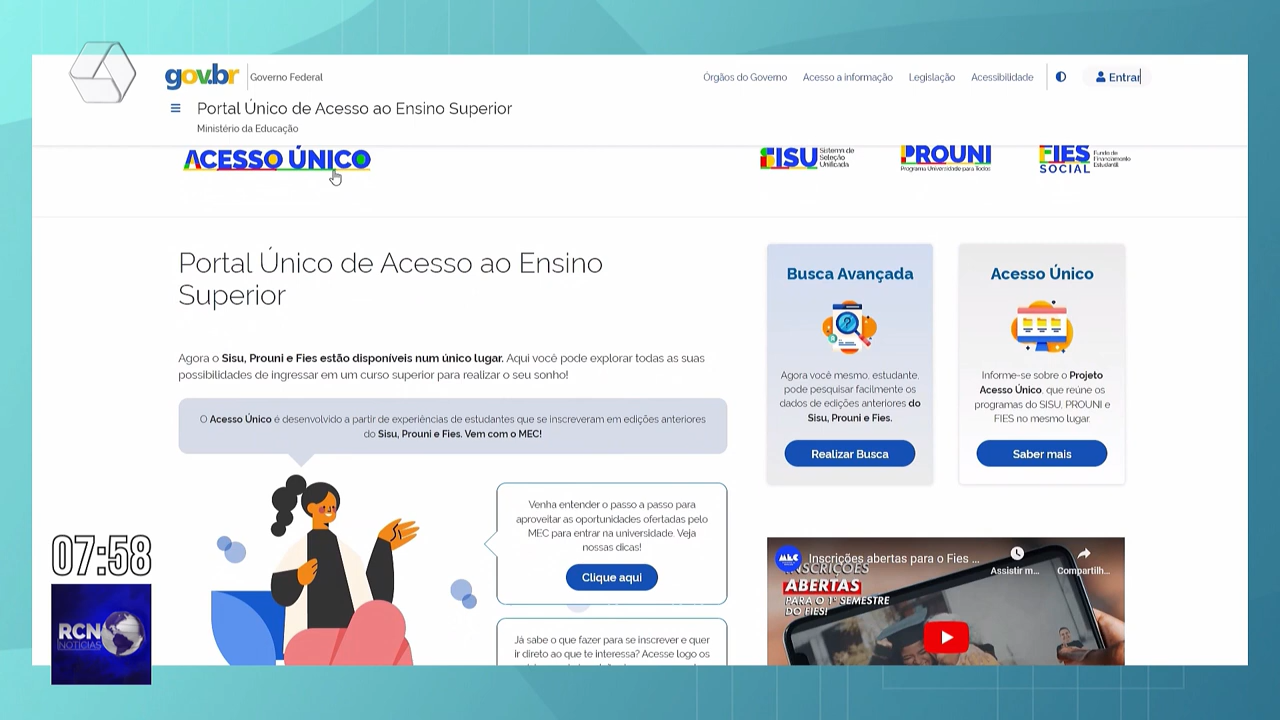 gov.br
Governo Federal
Órgãos do Governo
Acesso a informação
Legislação
Acessibilidade
Entrar
Portal Único de Acesso ao Ensino Superior
Ministério da Educação
ACESSO ÚNICO
SISU
Sistema de
Seleção
Unificada
PROUNI
Programa Universidade para Todos
FIES
SOCIAL
Fundo de
Financiamento
Estudantil
Portal Único de Acesso ao Ensino
Superior
Agora o Sisu, Prouni e Fies estão disponíveis num único lugar. Aqui você pode explorar todas as suas
possibilidades de ingressar em um curso superior para realizar o seu sonho!
O Acesso Único é desenvolvido a partir de experiências de estudantes que se inscreveram em edições anteriores
do Sisu, Prouni e Fies. Vem com o MEC!
Venha entender o passo a passo para
aproveitar as oportunidades ofertadas pelo
MEC para entrar na universidade. Veja
nossas dicas!
Clique aqui
Já sabe o que fazer para se inscrever e quer
ir direto ao que te interessa? Acesse logo os
Busca Avançada
Agora você mesmo, estudante,
pode pesquisar facilmente os
dados de edições anteriores do
Sisu, Prouni e Fies.
Realizar Busca
Acesso Único
Informe-se sobre o Projeto
Acesso Único, que reúne os
programas do SISU, PROUNI e
FIES no mesmo lugar.
Saber mais
MEC
Inscrições abertas para o Fies ...
Assistir m...
Compartilh...
INSCRIÇÕES
ABERTAS
PARA O 1º SEMESTRE
DO FIES!
07:58
RCN
NOTÍCIAS